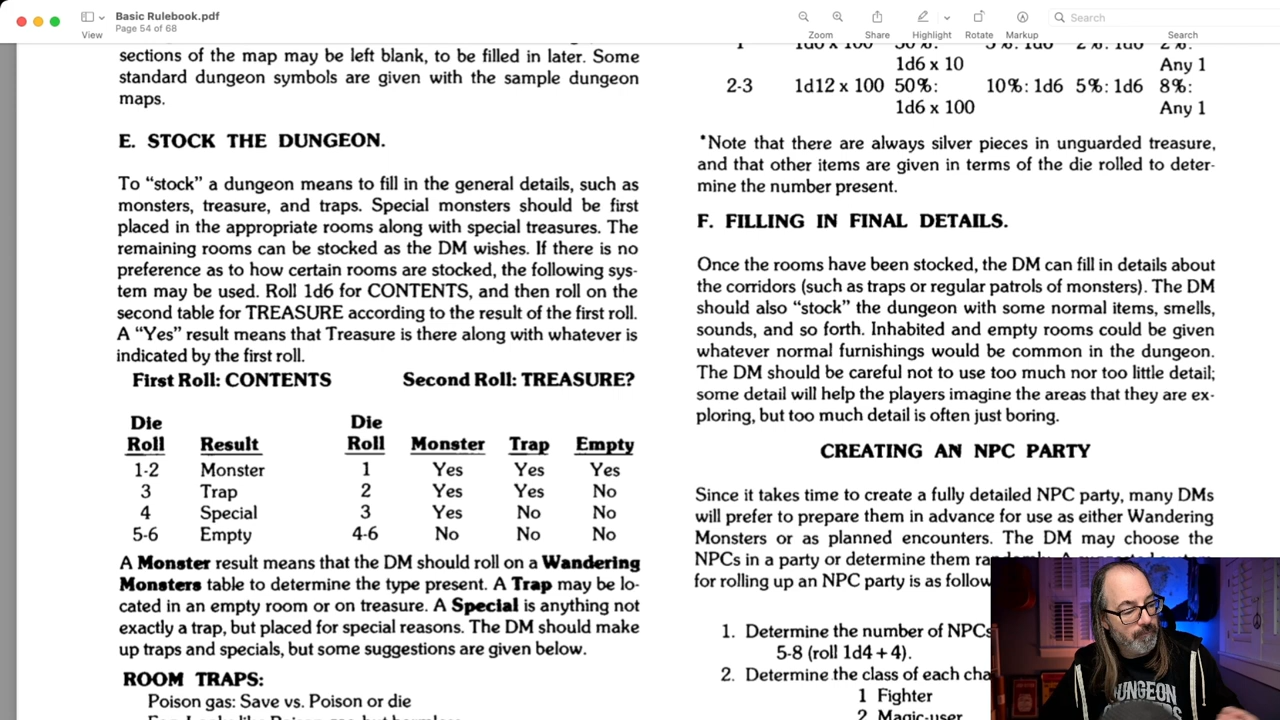 Basic Rulebook.pdf
Page 54 of 68
View
Zoom
Share
Highlight
Rotate
Markup
Search
Search
sections of the map may be left blank, to be filled in later. Some
standard dungeon symbols are given with the sample dungeon
maps.
E. STOCK THE DUNGEON.
To “stock” a dungeon means to fill in the general details, such as
monsters, treasure, and traps. Special monsters should be first
placed in the appropriate rooms along with special treasures. The
remaining rooms can be stocked as the DM wishes. If there is no
preference as to how certain rooms are stocked, the following sys-
tem may be used. Roll 1d6 for CONTENTS, and then roll on the
second table for TREASURE according to the result of the first roll.
A “Yes” result means that Treasure is there along with whatever is
indicated by the first roll.
First Roll: CONTENTS Second Roll: TREASURE?
Die Die
Roll Result Roll Monster Trap Empty
1-2 Monster 1 Yes Yes Yes
3 Trap 2 Yes Yes No
4 Special 3 Yes No No
5-6 Empty 4-6 No No No
A Monster result means that the DM should roll on a Wandering
Monsters table to determine the type present. A Trap may be lo-
cated in an empty room or on treasure. A Special is anything not
exactly a trap, but placed for special reasons. The DM should make
up traps and specials, but some suggestions are given below.
ROOM TRAPS:
Poison gas: Save vs. Poison or die
1d6 x 10 Any 1
2-3 1d12 x 100 50%: 10%: 1d6 5%: 1d6 8%:
1d6 x 100 Any 1
*Note that there are always silver pieces in unguarded treasure,
and that other items are given in terms of the die rolled to deter-
mine the number present.
F. FILLING IN FINAL DETAILS.
Once the rooms have been stocked, the DM can fill in details about
the corridors (such as traps or regular patrols of monsters). The DM
should also “stock” the dungeon with some normal items, smells,
sounds, and so forth. Inhabited and empty rooms could be given
whatever normal furnishings would be common in the dungeon.
The DM should be careful not to use too much nor too little detail;
some detail will help the players imagine the areas that they are ex-
ploring, but too much detail is often just boring.
CREATING AN NPC PARTY
Since it takes time to create a fully detailed NPC party, many DMs
will prefer to prepare them in advance for use as either Wandering
Monsters or as planned encounters. The DM may choose the
NPCs in a party or determine them
for rolling up an NPC party is as follow
1. Determine the number of NPCs
5-8 (roll 1d4 + 4).
2. Determine the class of each cha
1 Fighter
2 Magic-user